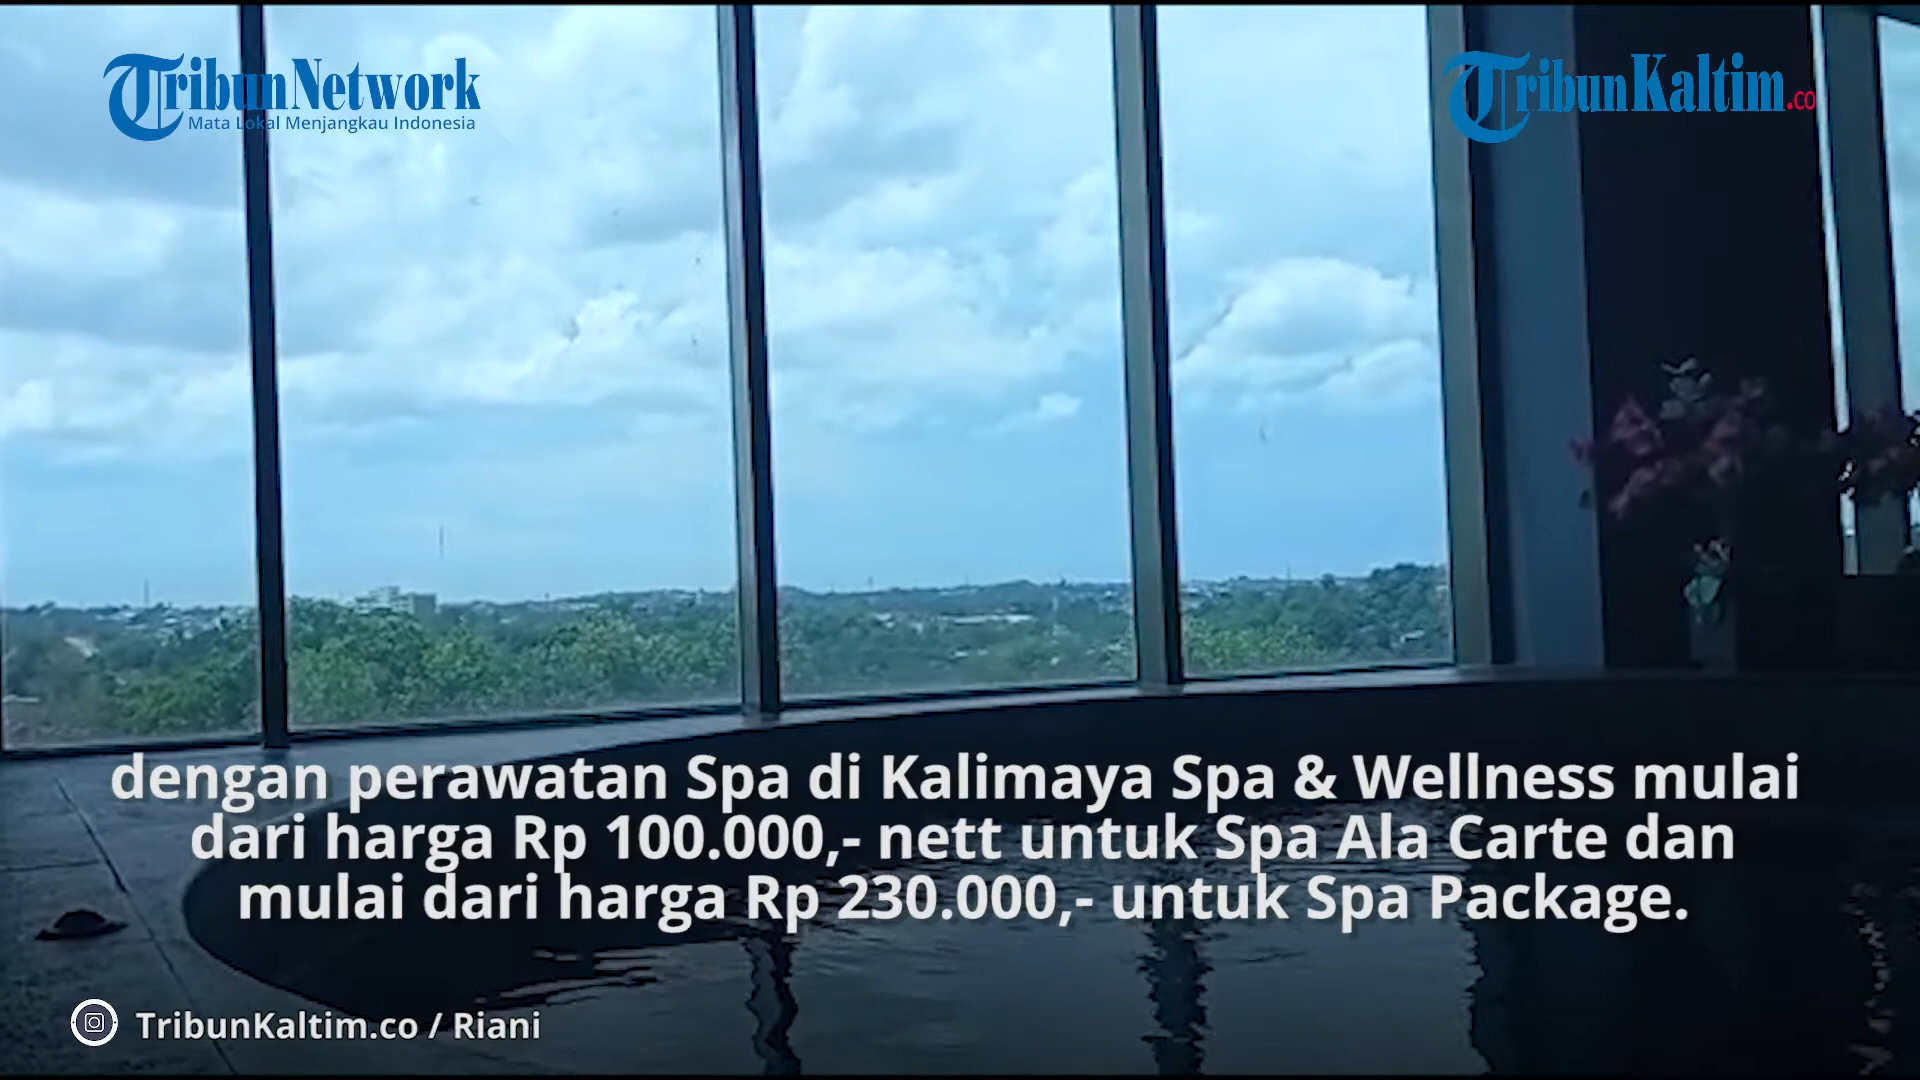 TribunNetwork
Mata Lokal Menjangkau Indonesia
TribunKaltim.co
dengan perawatan Spa di Kalimaya Spa & Wellness mulai
dari harga Rp 100.000,- nett untuk Spa Ala Carte dan
mulai dari harga Rp 230.000,- untuk Spa Package.
TribunKaltim.co / Riani